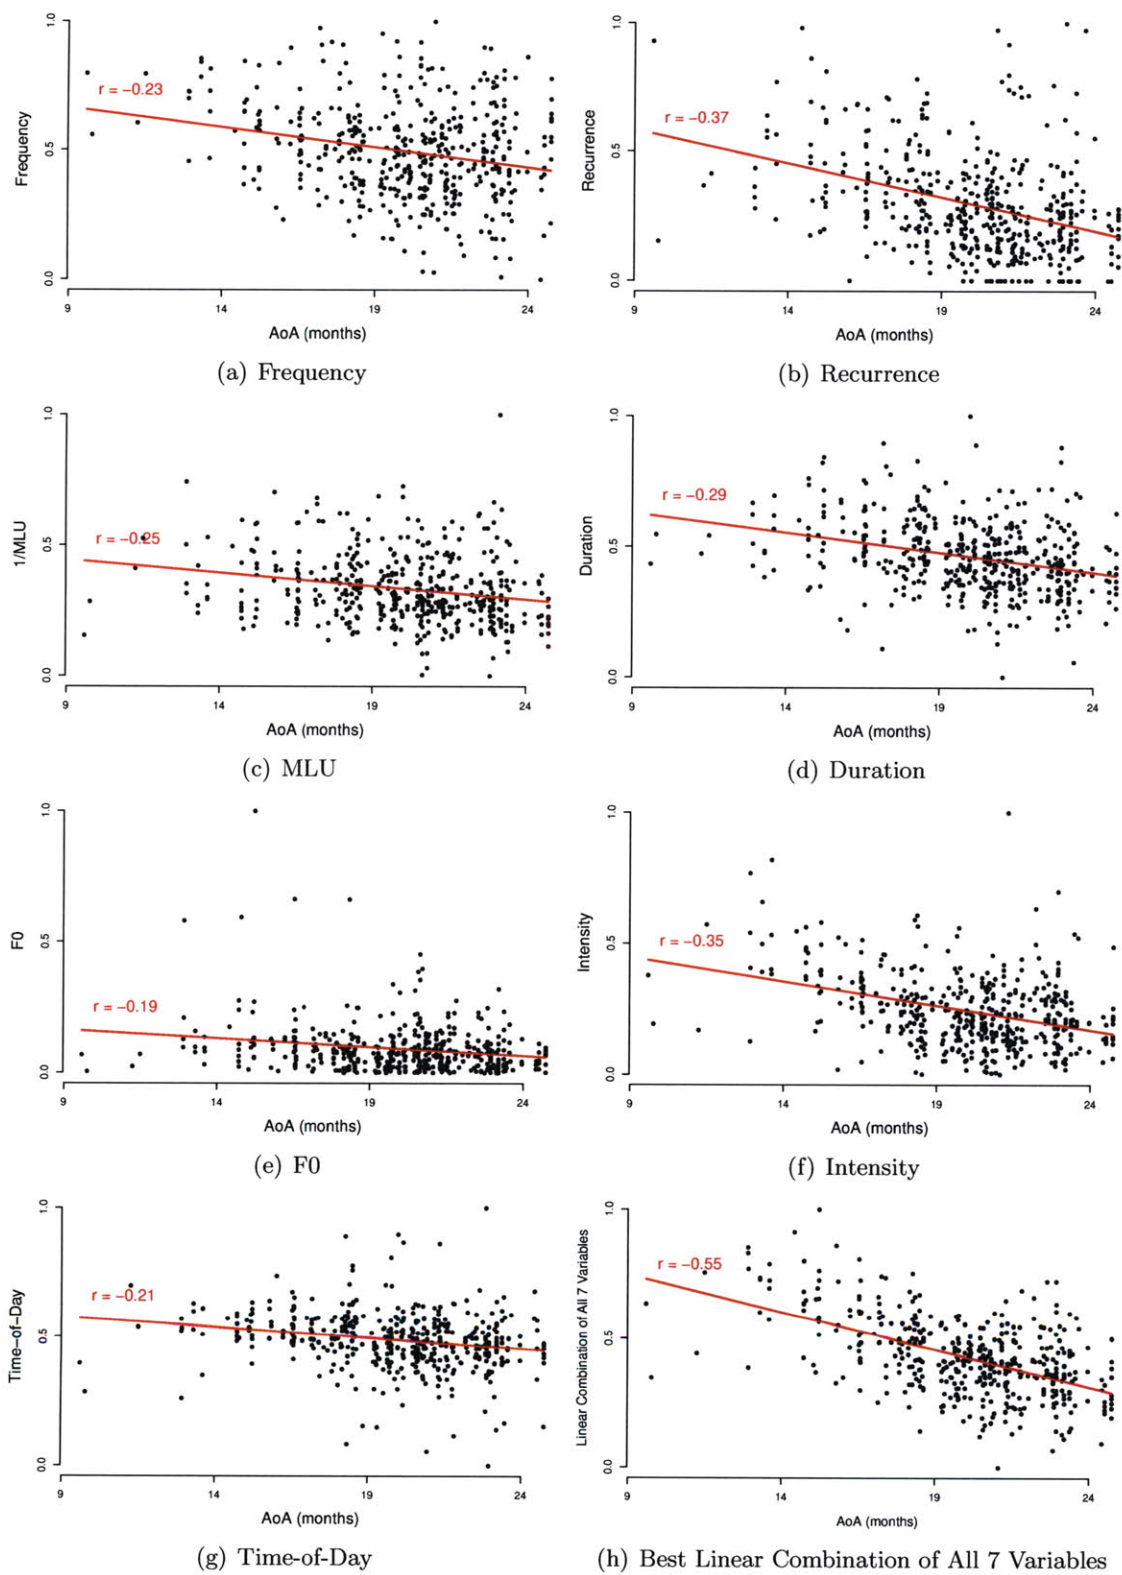 1.0
0.5
0.0
Frequency
r = −0.23
9 14 19 24
AoA (months)
(a) Frequency
1.0
0.5
0.0
Recurrence
r = −0.37
9 14 19 24
AoA (months)
(b) Recurrence
1.0
0.5
0.0
1/MLU
r = −0.25
9 14 19 24
AoA (months)
(c) MLU
1.0
0.5
0.0
Duration
r = −0.29
9 14 19 24
AoA (months)
(d) Duration
1.0
0.5
0.0
F0
r = −0.19
9 14 19 24
AoA (months)
(e) F0
1.0
0.5
0.0
Intensity
r = −0.35
9 14 19 24
AoA (months)
(f) Intensity
1.0
0.5
0.0
Time−of−Day
r = −0.21
9 14 19 24
AoA (months)
(g) Time-of-Day
1.0
0.5
0.0
Linear Combination of All 7 Variables
r = −0.55
9 14 19 24
AoA (months)
(h) Best Linear Combination of All 7 Variables